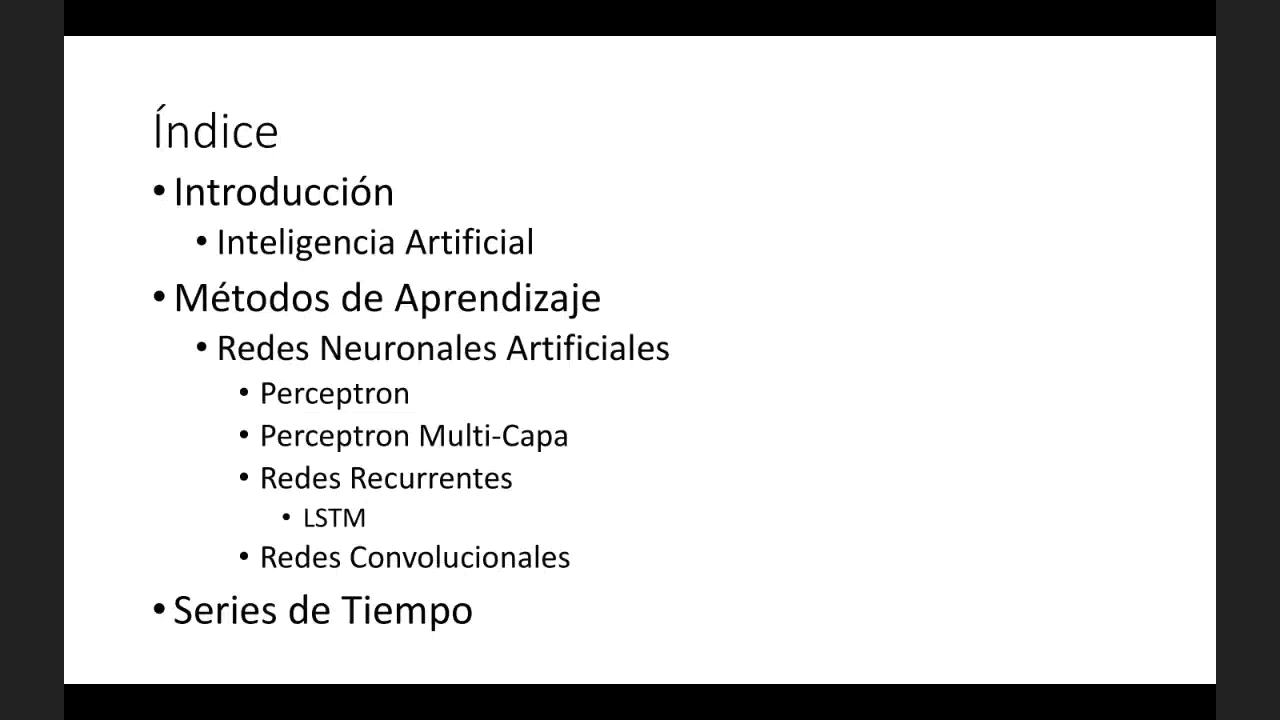 Índice
• Introducción
• Inteligencia Artificial
• Métodos de Aprendizaje
• Redes Neuronales Artificiales
• Perceptron
• Perceptron Multi-Capa
• Redes Recurrentes
• LSTM
• Redes Convolucionales
• Series de Tiempo